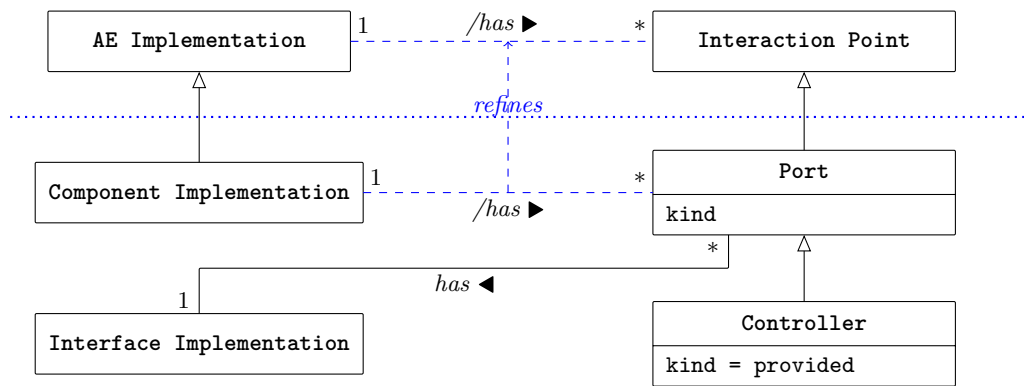 AE Implementation
1
/has ▶
*
Interaction Point
refines
Component Implementation
1
/has ▶
*
Port
kind
*
has ◀
1
Interface Implementation
Controller
kind = provided